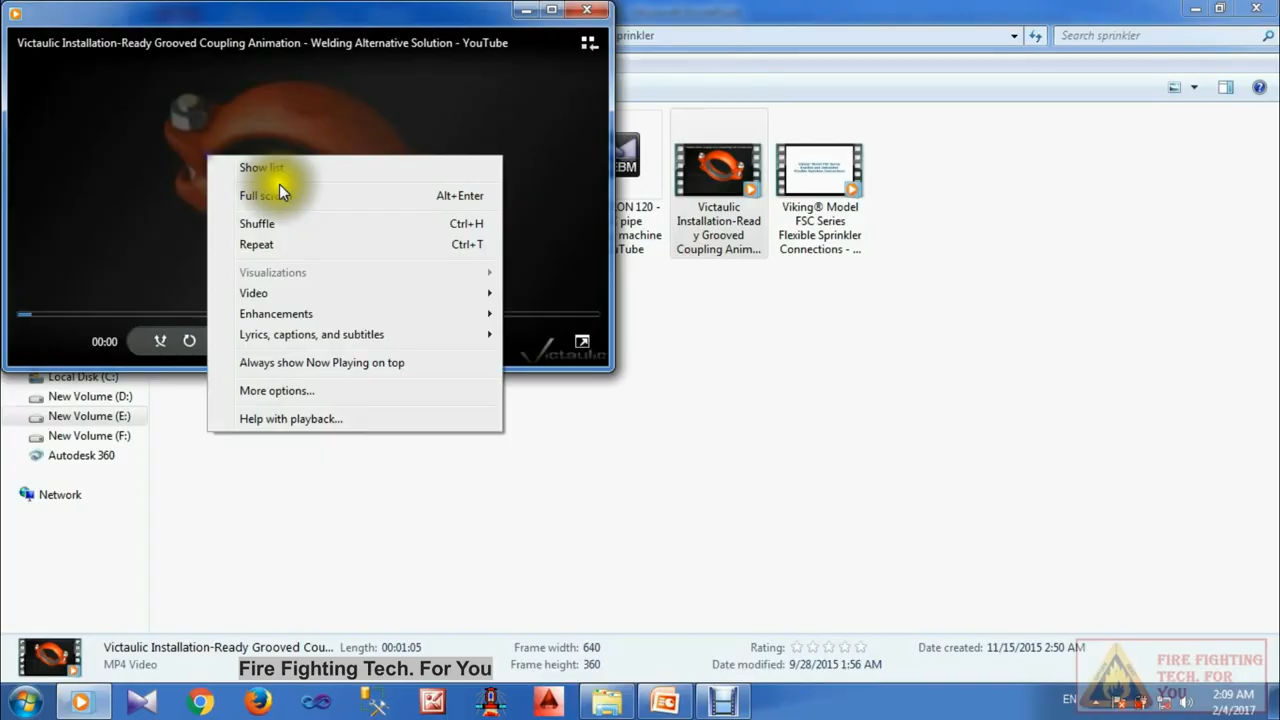 Victaulic Installation-Ready Grooved Coupling Animation - Welding Alternative Solution - YouTube
prinkler
Search sprinkler
Show list
Full
Alt+Enter
Shuffle
Ctrl+H
Repeat
Ctrl+T
Visualizations
Video
Enhancements
Lyrics, captions, and subtitles
Always show Now Playing on top
More options...
Help with playback...
00:00
Victaulic
EBM
ON 120 -
pipe
machine
uTube
Victaulic
Installation-Read
y Grooved
Coupling Anim...
Viking® Model
FSC Series
Flexible Sprinkler
Connections - ...
Local Disk (C:)
New Volume (D:)
New Volume (E:)
New Volume (F:)
Autodesk 360
Network
Victaulic Installation-Ready Grooved Cou...
MP4 Video
Length: 00:01:05
Frame width: 640
Frame height: 360
Rating:
Date modified: 9/28/2015 1:56 AM
Date created: 11/15/2015 2:50 AM
Fire Fighting Tech. For You
FIRE FIGHTING
TECH. FOR
YOU
EN
2:09 AM
2/4/2017